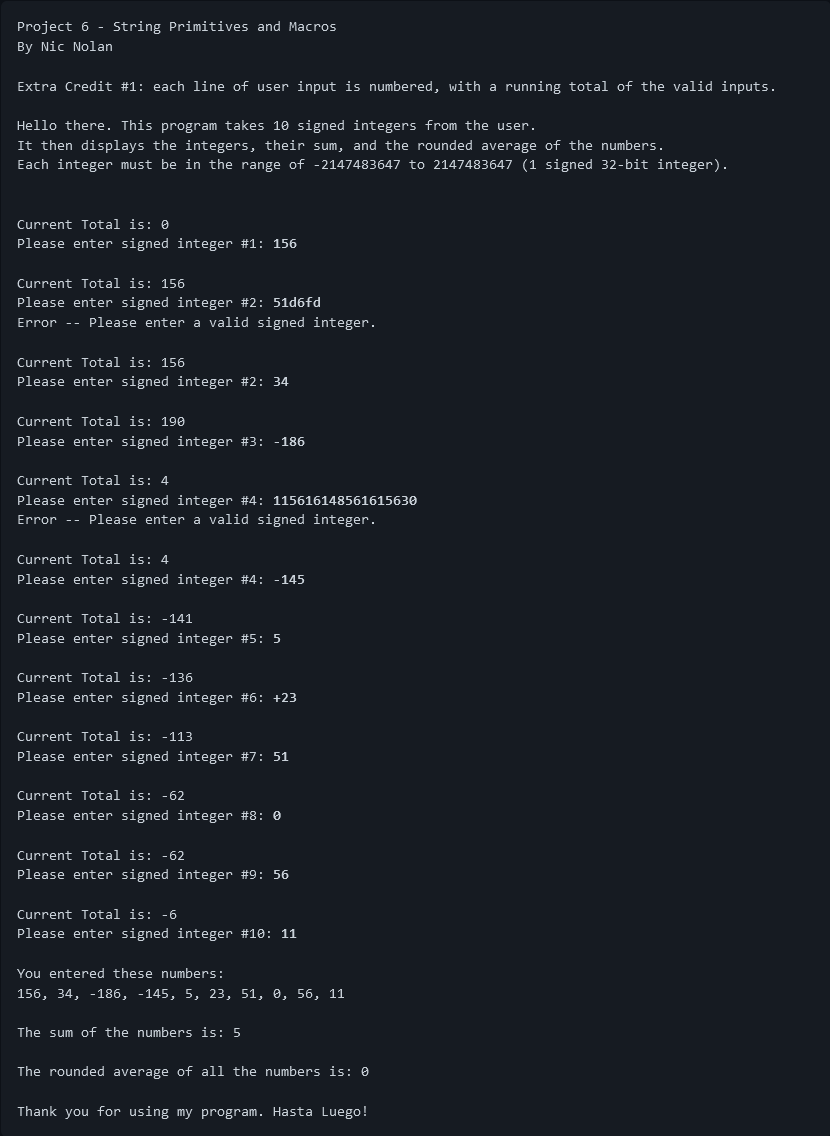 Project 6 - String Primitives and Macros
By Nic Nolan
Extra Credit #1: each line of user input is numbered, with a running total of the valid inputs.
Hello there. This program takes 10 signed integers from the user.
It then displays the integers, their sum, and the rounded average of the numbers.
Each integer must be in the range of -2147483647 to 2147483647 (1 signed 32-bit integer).
Current Total is: 0
Please enter signed integer #1: 156
Current Total is: 156
Please enter signed integer #2: 51d6fd
Error -- Please enter a valid signed integer.
Current Total is: 156
Please enter signed integer #2: 34
Current Total is: 190
Please enter signed integer #3: -186
Current Total is: 4
Please enter signed integer #4: 115616148561615630
Error -- Please enter a valid signed integer.
Current Total is: 4
Please enter signed integer #4: -145
Current Total is: -141
Please enter signed integer #5: 5
Current Total is: -136
Please enter signed integer #6: +23
Current Total is: -113
Please enter signed integer #7: 51
Current Total is: -62
Please enter signed integer #8: 0
Current Total is: -62
Please enter signed integer #9: 56
Current Total is: -6
Please enter signed integer #10: 11
You entered these numbers:
156, 34, -186, -145, 5, 23, 51, 0, 56, 11
The sum of the numbers is: 5
The rounded average of all the numbers is: 0
Thank you for using my program. Hasta Luego!